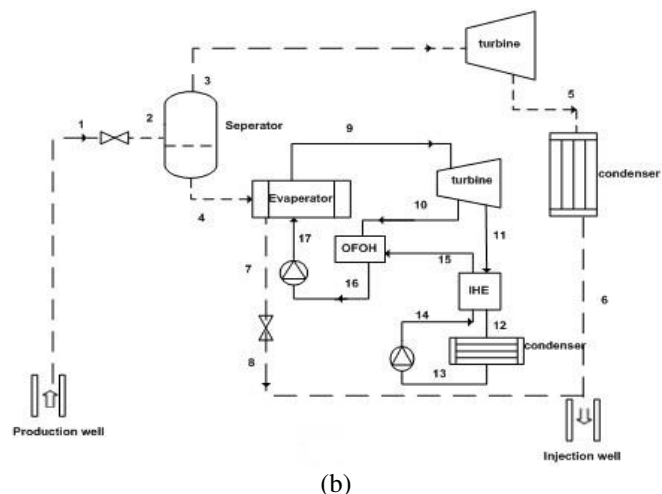 turbine
3
1
2
Seperator
5
9
condenser
Evaperator
turbine
4
10
17
OFOH
11
15
7
16
IHE
6
14
12
condenser
8
13
Production well
Injection well
(b)